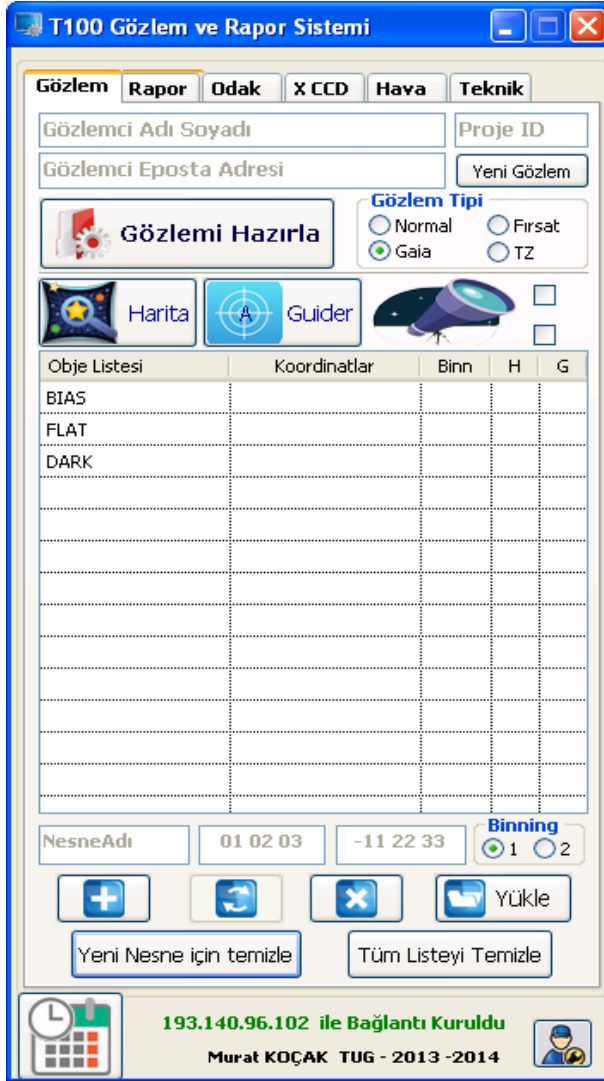 T100 Gözlem ve Rapor Sistemi
Gözlem Rapor Odak X CCD Hava Teknik
Gözlemci Adı Soyadı Proje ID
Gözlemci Eposta Adresi Yeni Gözlem
Gözlemi Hazırla
Gözlem Tipi
Normal Fırsat
Gaia TZ
Harita A Guider
Obje Listesi Koordinatlar Binn H G
BIAS
FLAT
DARK
NesneAdı 01 02 03 -11 22 33
Binning
1 2
Yükle
Yeni Nesne için temizle Tüm Listeyi Temizle
193.140.96.102 ile Bağlantı Kuruldu
Murat KOÇAK TUG - 2013 -2014